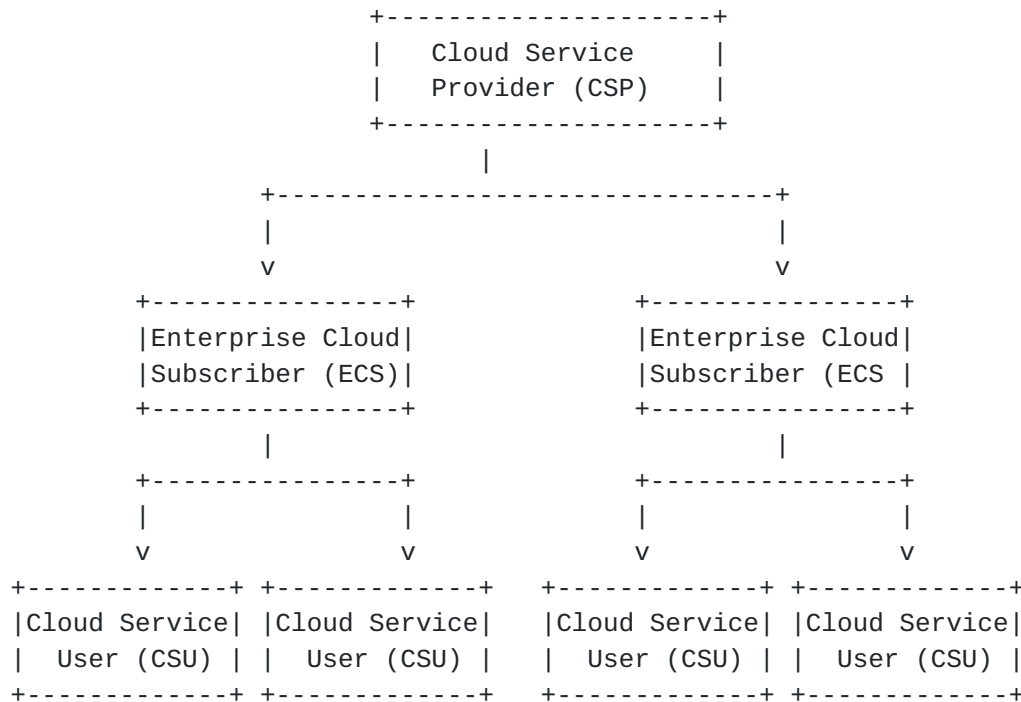 Cloud Service
Provider (CSP)
Enterprise Cloud
Subscriber (ECS)
Enterprise Cloud
Subscriber (ECS
Cloud Service
User (CSU)
Cloud Service
User (CSU)
Cloud Service
User (CSU)
Cloud Service
User (CSU)